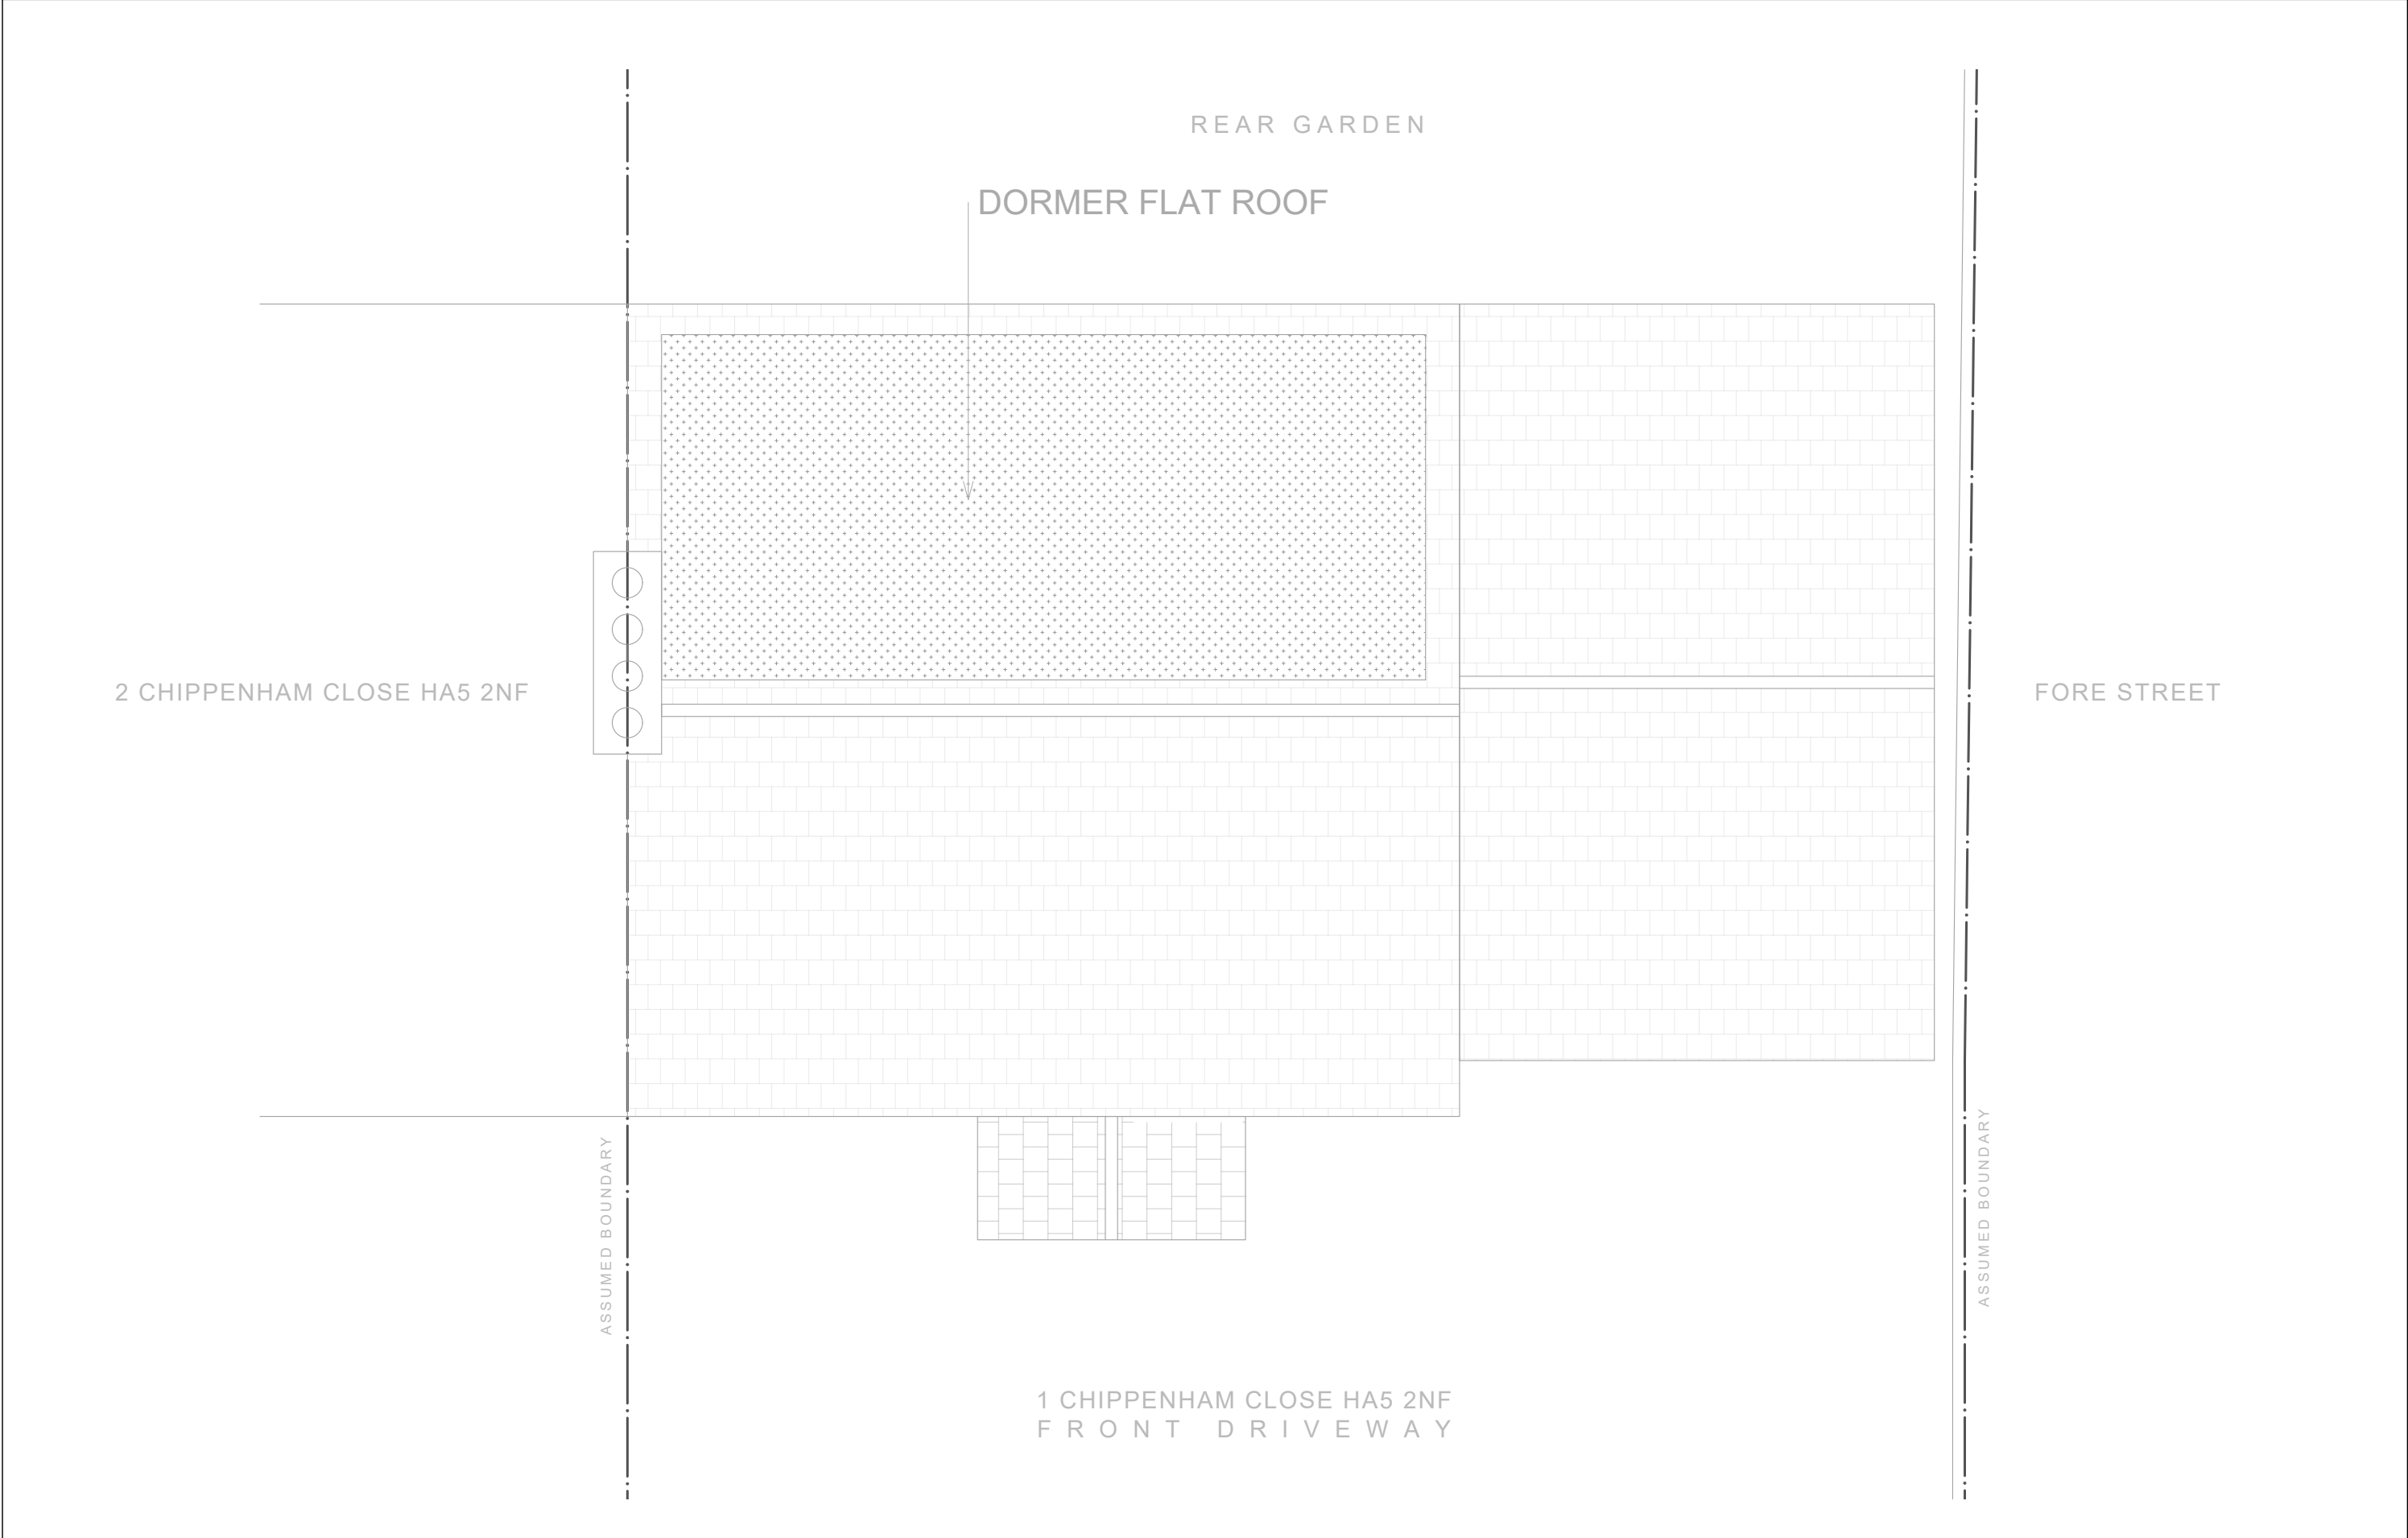 REAR GARDEN
DORMER FLAT ROOF
2 CHIPPENHAM CLOSE HA5 2NF
FORE STREET
ASSUMED BOUNDARY
ASSUMED BOUNDARY
1 CHIPPENHAM CLOSE HA5 2NF
FRONT DRIVEWAY